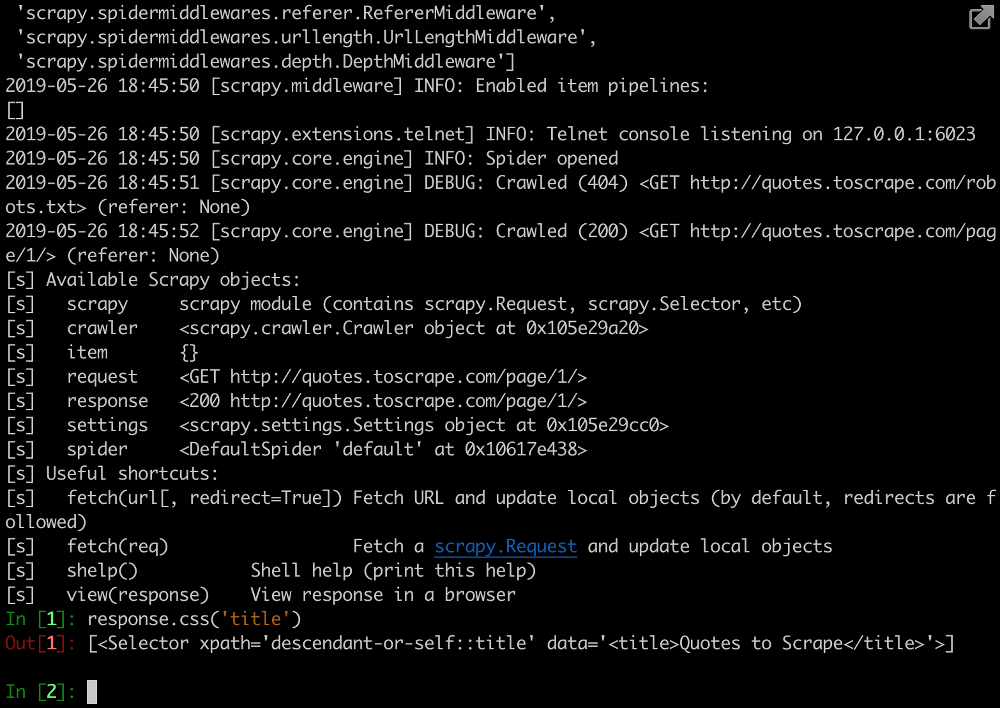 'scrapy.spidermiddlewares.referer.RefererMiddleware',
 'scrapy.spidermiddlewares.urllength.UrlLengthMiddleware',
 'scrapy.spidermiddlewares.depth.DepthMiddleware']
2019-05-26 18:45:50 [scrapy.middleware] INFO: Enabled item pipelines:
[]
2019-05-26 18:45:50 [scrapy.extensions.telnet] INFO: Telnet console listening on 127.0.0.1:6023
2019-05-26 18:45:50 [scrapy.core.engine] INFO: Spider opened
2019-05-26 18:45:51 [scrapy.core.engine] DEBUG: Crawled (404) <GET http://quotes.toscrape.com/rob
ots.txt> (referer: None)
2019-05-26 18:45:52 [scrapy.core.engine] DEBUG: Crawled (200) <GET http://quotes.toscrape.com/pag
e/1/> (referer: None)
[s] Available Scrapy objects:
[s]   scrapy     scrapy module (contains scrapy.Request, scrapy.Selector, etc)
[s]   crawler    <scrapy.crawler.Crawler object at 0x105e29a20>
[s]   item       {}
[s]   request    <GET http://quotes.toscrape.com/page/1/>
[s]   response   <200 http://quotes.toscrape.com/page/1/>
[s]   settings   <scrapy.settings.Settings object at 0x105e29cc0>
[s]   spider     <DefaultSpider 'default' at 0x10617e438>
[s] Useful shortcuts:
[s]   fetch(url[, redirect=True]) Fetch URL and update local objects (by default, redirects are f
ollowed)
[s]   fetch(req)                  Fetch a scrapy.Request and update local objects
[s]   shelp()           Shell help (print this help)
[s]   view(response)    View response in a browser
In [1]: response.css('title')
Out[1]: [<Selector xpath='descendant-or-self::title' data='<title>Quotes to Scrape</title>'>]
In [2]: